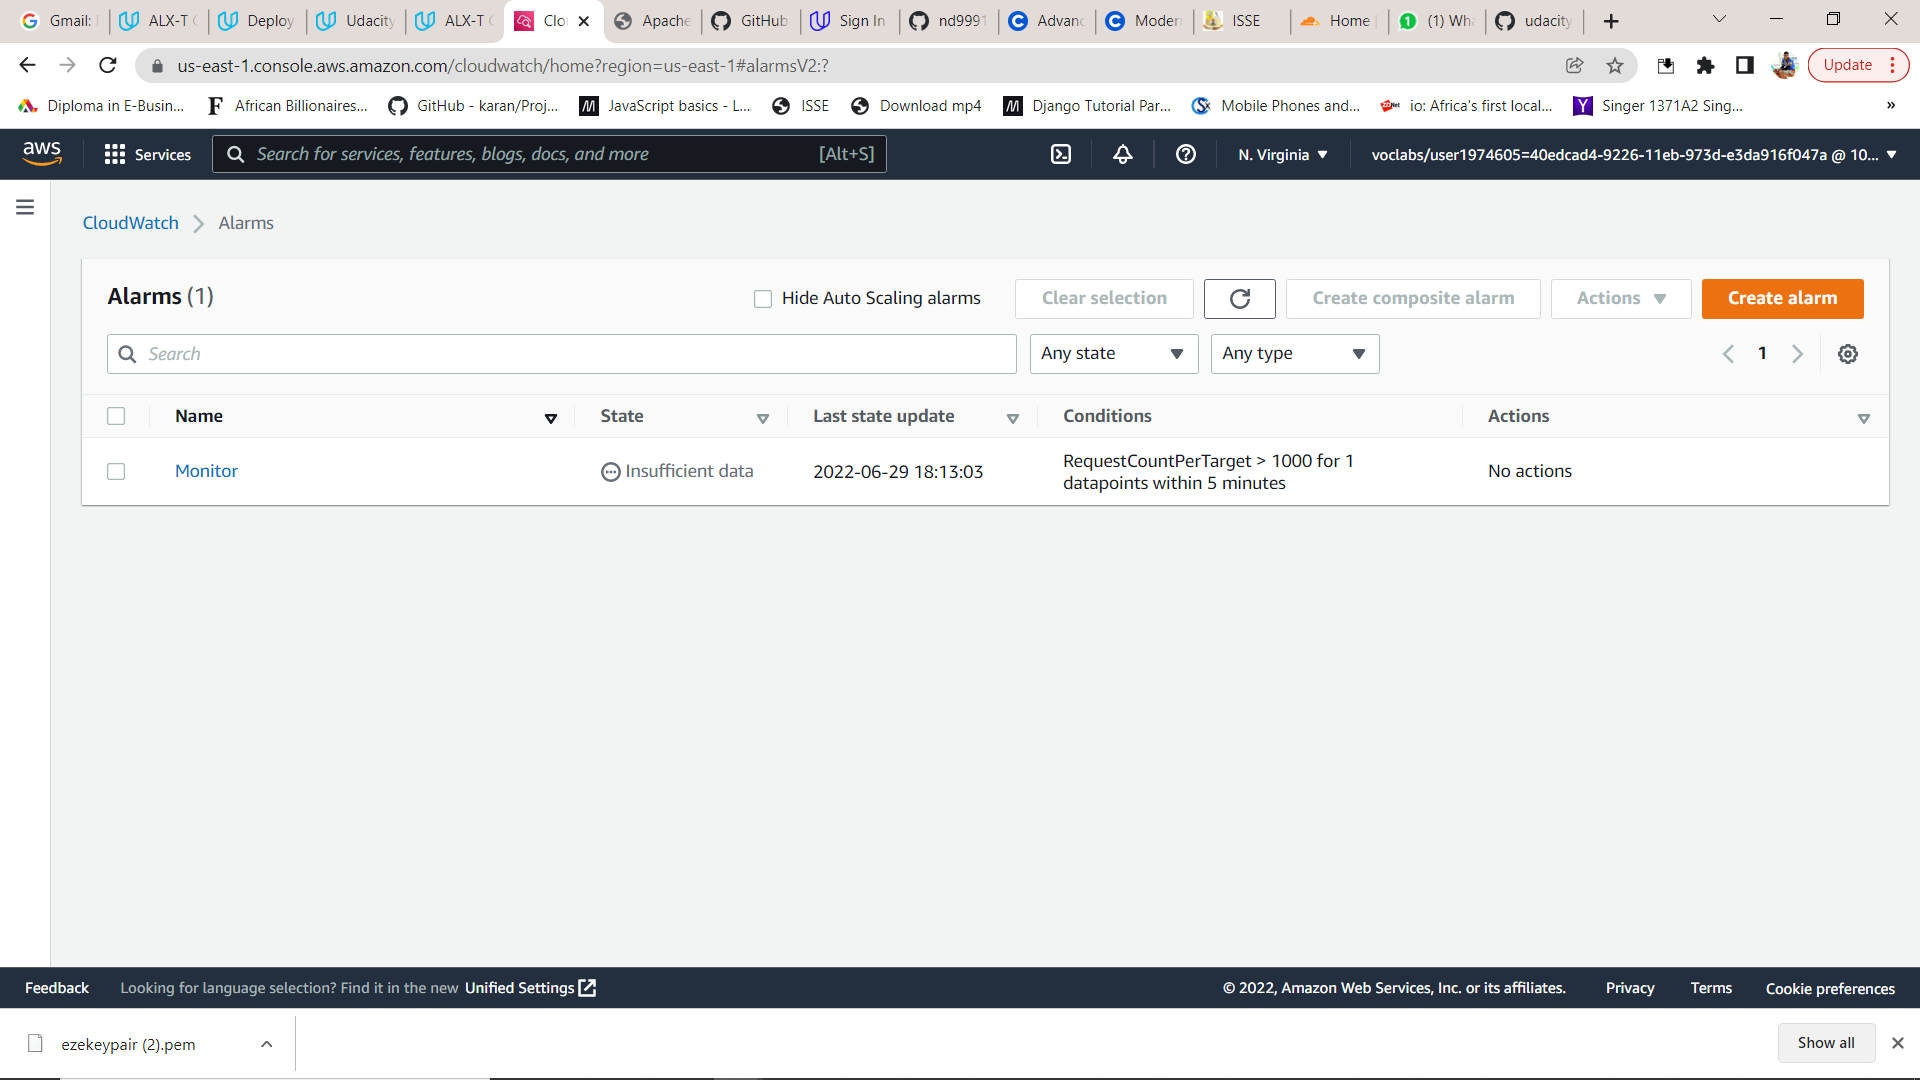 Gmail:
ALX-T
Deploy
Udacity
ALX-T
Clo
Apache
GitHub
Sign In
nd9991
Advanc
Modern
ISSE
Home
(1) Wha
udacity
us-east-1.console.aws.amazon.com/cloudwatch/home?region=us-east-1#alarmsV2:?
Update
Diploma in E-Busin...
African Billionaires...
GitHub - karan/Proj...
JavaScript basics - L...
ISSE
Download mp4
Django Tutorial Par...
Mobile Phones and...
io: Africa's first local...
Singer 1371A2 Sing...
»
aws
Services
Search for services, features, blogs, docs, and more
[Alt+S]
N. Virginia
voclabs/user1974605=40edcad4-9226-11eb-973d-e3da916f047a @ 10...
CloudWatch
Alarms
Alarms (1)
Hide Auto Scaling alarms
Clear selection
Create composite alarm
Actions
Create alarm
Search
Any state
Any type
1
Name
State
Last state update
Conditions
Actions
Monitor
Insufficient data
2022-06-29 18:13:03
RequestCountPerTarget > 1000 for 1
datapoints within 5 minutes
No actions
Feedback
Looking for language selection? Find it in the new Unified Settings
© 2022, Amazon Web Services, Inc. or its affiliates.
Privacy
Terms
Cookie preferences
ezekeypair (2).pem
Show all